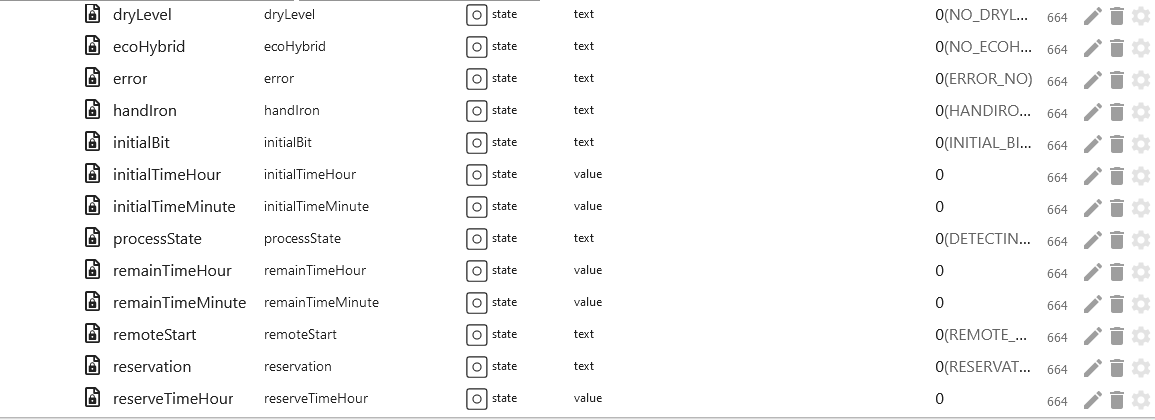 dryLevel dryLevel state text 0(NO_DRYL... 664
ecoHybrid ecoHybrid state text 0(NO_ECOH... 664
error error state text 0(ERROR_NO) 664
handIron handIron state text 0(HANDIRO... 664
initialBit initialBit state text 0(INITIAL_BI... 664
initialTimeHour initialTimeHour state value 0 664
initialTimeMinute initialTimeMinute state value 0 664
processState processState state text 0(DETECTIN... 664
remainTimeHour remainTimeHour state value 0 664
remainTimeMinute remainTimeMinute state value 0 664
remoteStart remoteStart state text 0(REMOTE_... 664
reservation reservation state text 0(RESERVAT... 664
reserveTimeHour reserveTimeHour state value 0 664